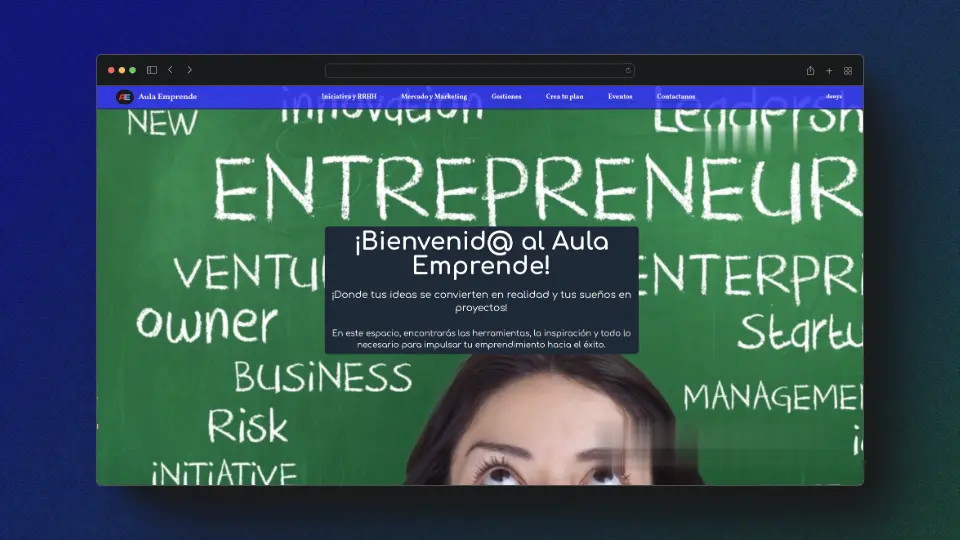 AE Aula Emprende Iniciativa y RRHH Mercado y Marketing Gestiones Crea tu plan Eventos Contactanos denys
innovation Leadersh
NEW
ENTREPRENEUR
¡Bienvenid@ al Aula
Emprende!
VENTU ENTERPRI
¡Donde tus ideas se convierten en realidad y tus sueños en
proyectos!
owner Startu
En este espacio, encontrarás las herramientas, la inspiración y todo lo
necesario para impulsar tu emprendimiento hacia el éxito.
BUSiNESS
MANAGEMEN
Risk
iNiTiATiVE